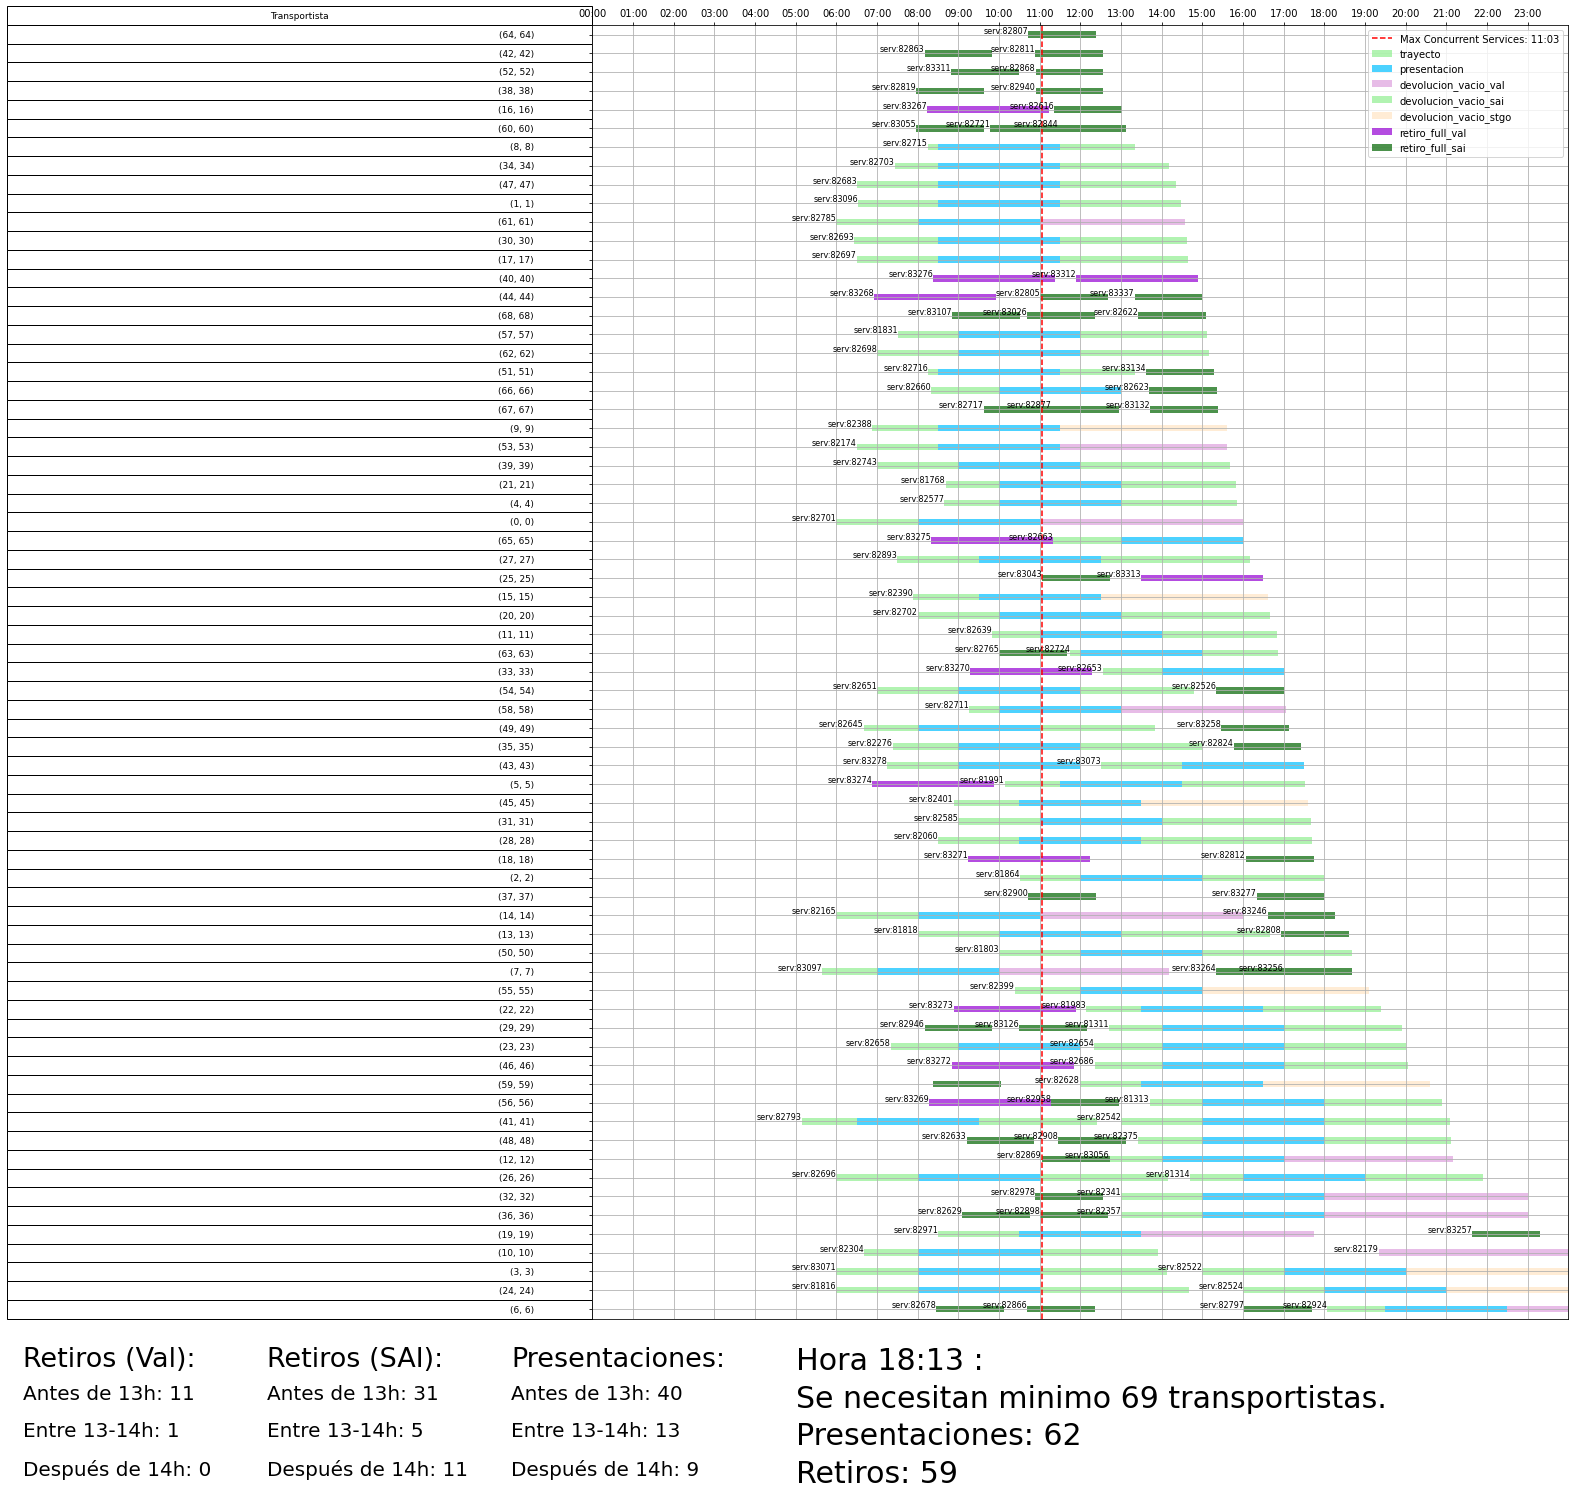 Transportista 00:00 01:00 02:00 03:00 04:00 05:00 06:00 07:00 08:00 09:00 10:00 11:00 12:00 13:00 14:00 15:00 16:00 17:00 18:00 19:00 20:00 21:00 22:00 23:00
Max Concurrent Services: 11:03
trayecto
presentacion
devolucion_vacio_val
devolucion_vacio_sai
devolucion_vacio_stgo
retiro_full_val
retiro_full_sai
(64, 64) serv:82807
(42, 42) serv:82863 serv:82811
(52, 52) serv:83311 serv:82868
(38, 38) serv:82819 serv:82940
(16, 16) serv:83267 serv:82616
(60, 60) serv:83055 serv:82721 serv:82844
(8, 8) serv:82715
(34, 34) serv:82703
(47, 47) serv:82683
(1, 1) serv:83096
(61, 61) serv:82785
(30, 30) serv:82693
(17, 17) serv:82697
(40, 40) serv:83276 serv:83312
(44, 44) serv:83268 serv:82805 serv:83337
(68, 68) serv:83107 serv:83026 serv:82622
(57, 57) serv:81831
(62, 62) serv:82698
(51, 51) serv:82716 serv:83134
(66, 66) serv:82660 serv:82623
(67, 67) serv:82717 serv:82877 serv:83132
(9, 9) serv:82388
(53, 53) serv:82174
(39, 39) serv:82743
(21, 21) serv:81768
(4, 4) serv:82577
(0, 0) serv:82701
(65, 65) serv:83275 serv:82663
(27, 27) serv:82893
(25, 25) serv:83043 serv:83313
(15, 15) serv:82390
(20, 20) serv:82702
(11, 11) serv:82639
(63, 63) serv:82765 serv:82724
(33, 33) serv:83270 serv:82653
(54, 54) serv:82651 serv:82526
(58, 58) serv:82711
(49, 49) serv:82645 serv:83258
(35, 35) serv:82276 serv:82824
(43, 43) serv:83278 serv:83073
(5, 5) serv:83274 serv:81991
(45, 45) serv:82401
(31, 31) serv:82585
(28, 28) serv:82060
(18, 18) serv:83271 serv:82812
(2, 2) serv:81864
(37, 37) serv:82900 serv:83277
(14, 14) serv:82165 serv:83246
(13, 13) serv:81818 serv:82808
(50, 50) serv:81803
(7, 7) serv:83097 serv:83264 serv:83256
(55, 55) serv:82399
(22, 22) serv:83273 serv:81983
(29, 29) serv:82946 serv:83126 serv:81311
(23, 23) serv:82658 serv:82654
(46, 46) serv:83272 serv:82686
(59, 59) serv:82628
(56, 56) serv:83269 serv:82958 serv:81313
(41, 41) serv:82793 serv:82542
(48, 48) serv:82633 serv:82908 serv:82375
(12, 12) serv:82869 serv:83056
(26, 26) serv:82696 serv:81314
(32, 32) serv:82978 serv:82341
(36, 36) serv:82629 serv:82898 serv:82357
(19, 19) serv:82971 serv:83257
(10, 10) serv:82304 serv:82179
(3, 3) serv:83071 serv:82522
(24, 24) serv:81816 serv:82524
(6, 6) serv:82678 serv:82866 serv:82797 serv:82924
Retiros (Val):
Antes de 13h: 11
Entre 13-14h: 1
Después de 14h: 0
Retiros (SAI):
Antes de 13h: 31
Entre 13-14h: 5
Después de 14h: 11
Presentaciones:
Antes de 13h: 40
Entre 13-14h: 13
Después de 14h: 9
Hora 18:13 :
Se necesitan minimo 69 transportistas.
Presentaciones: 62
Retiros: 59